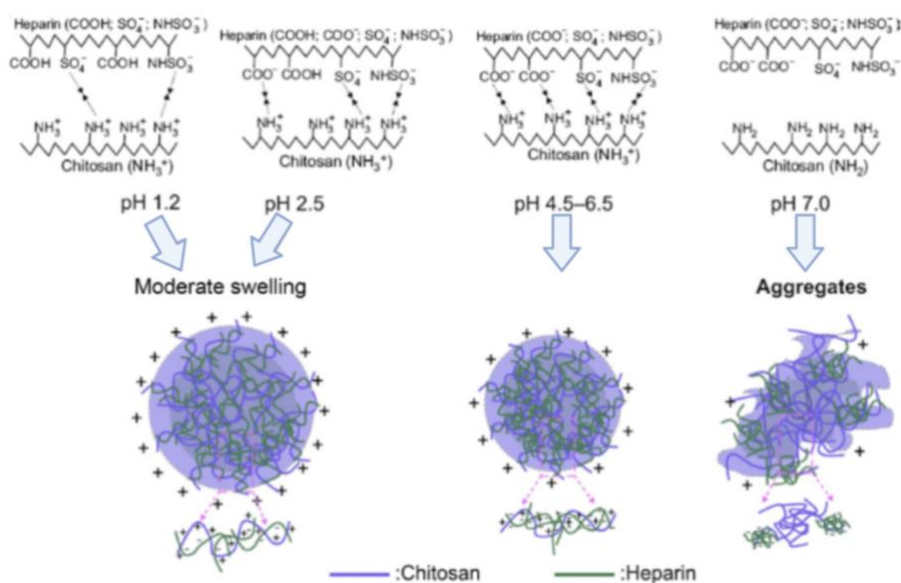 Heparin (COOH; SO₄⁻; NHSO₃⁻)
COOH SO₄⁻ COOH NHSO₃⁻
NH₃⁺ NH₃⁺ NH₃⁺ NH₃⁺
Chitosan (NH₃⁺)
pH 1.2
Heparin (COOH; COO⁻; SO₄⁻; NHSO₃⁻)
COO⁻ COOH SO₄⁻ NHSO₃⁻
NH₃⁺ NH₃⁺ NH₃⁺ NH₃⁺
Chitosan (NH₃⁺)
pH 2.5
Heparin (COO⁻; SO₄⁻; NHSO₃⁻)
COO⁻ COO⁻ SO₄⁻ NHSO₃⁻
NH₃⁺ NH₃⁺ NH₃⁺ NH₃⁺
Chitosan (NH₃⁺)
pH 4.5–6.5
Heparin (COO⁻; SO₄⁻; NHSO₃⁻)
COO⁻ COO⁻ SO₄⁻ NHSO₃⁻
NH₂ NH₂ NH₂ NH₂
Chitosan (NH₂)
pH 7.0
Moderate swelling
Aggregates
:Chitosan
:Heparin